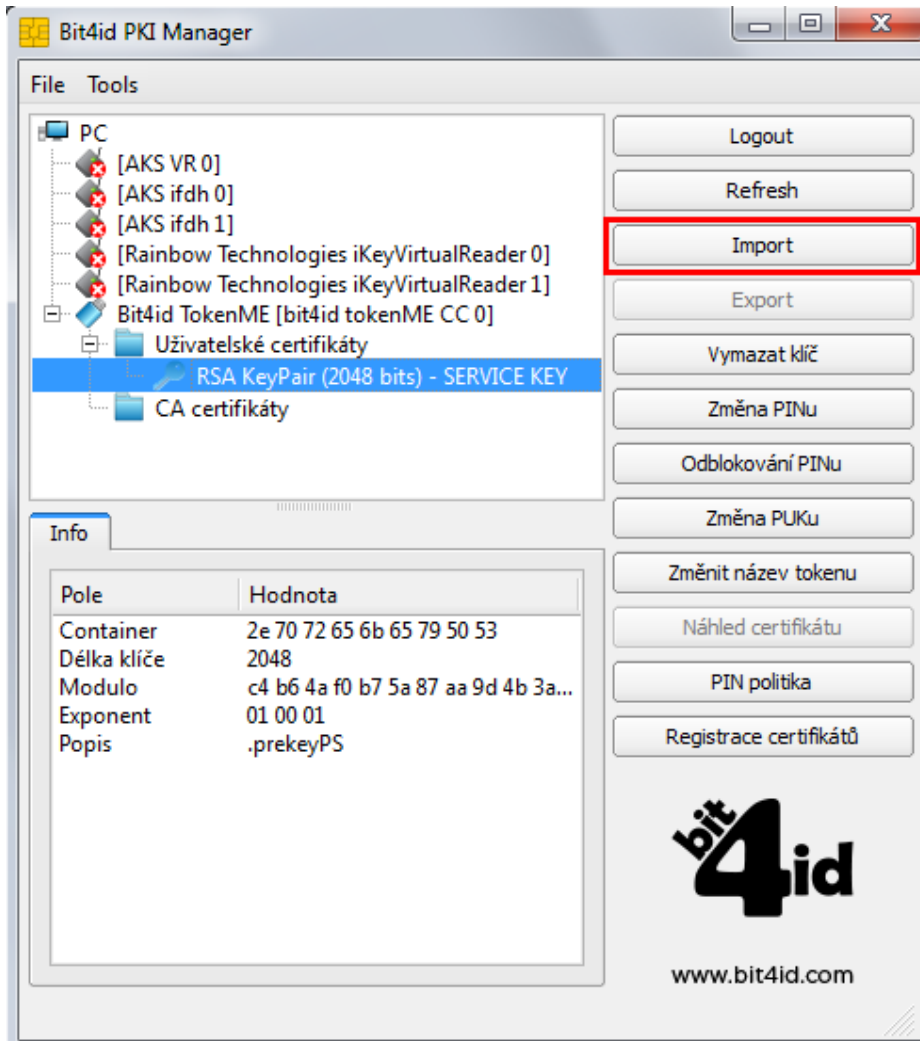 Bit4id PKI Manager
File Tools
PC
[AKS VR 0]
[AKS ifdh 0]
[AKS ifdh 1]
[Rainbow Technologies iKeyVirtualReader 0]
[Rainbow Technologies iKeyVirtualReader 1]
Bit4id TokenME [bit4id tokenME CC 0]
Uživatelské certifikáty
RSA KeyPair (2048 bits) - SERVICE KEY
CA certifikáty
Logout
Refresh
Import
Export
Vymazat klíč
Změna PINu
Odblokování PINu
Změna PUKu
Změnit název tokenu
Náhled certifikátu
PIN politika
Registrace certifikátů
Info
Pole Hodnota
Container 2e 70 72 65 6b 65 79 50 53
Délka klíče 2048
Modulo c4 b6 4a f0 b7 5a 87 aa 9d 4b 3a...
Exponent 01 00 01
Popis .prekeyPS
bit4id
www.bit4id.com